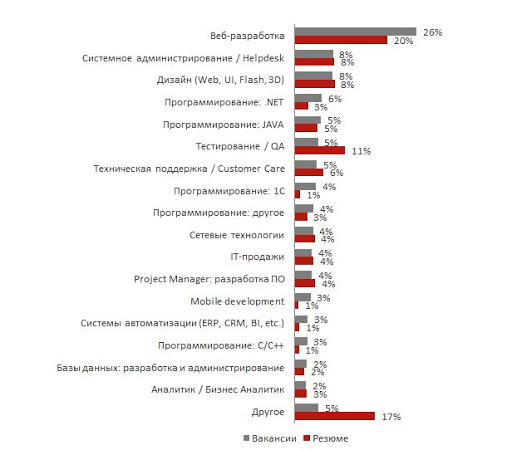 Веб-разработка 26% 20%
Системное администрирование / Helpdesk 8% 8%
Дизайн (Web, UI, Flash, 3D) 8% 8%
Программирование: .NET 6% 3%
Программирование: JAVA 5% 5%
Тестирование / QA 5% 11%
Техническая поддержка / Customer Care 5% 6%
Программирование: 1С 4% 1%
Программирование: другое 4% 3%
Сетевые технологии 4% 4%
IT-продажи 4% 4%
Project Manager: разработка ПО 4% 4%
Mobile development 3% 1%
Системы автоматизации (ERP, CRM, BI, etc.) 3% 1%
Программирование: C/C++ 3% 1%
Базы данных: разработка и администрирование 2% 2%
Аналитик / Бизнес Аналитик 2% 3%
Другое 5% 17%
Вакансии Резюме